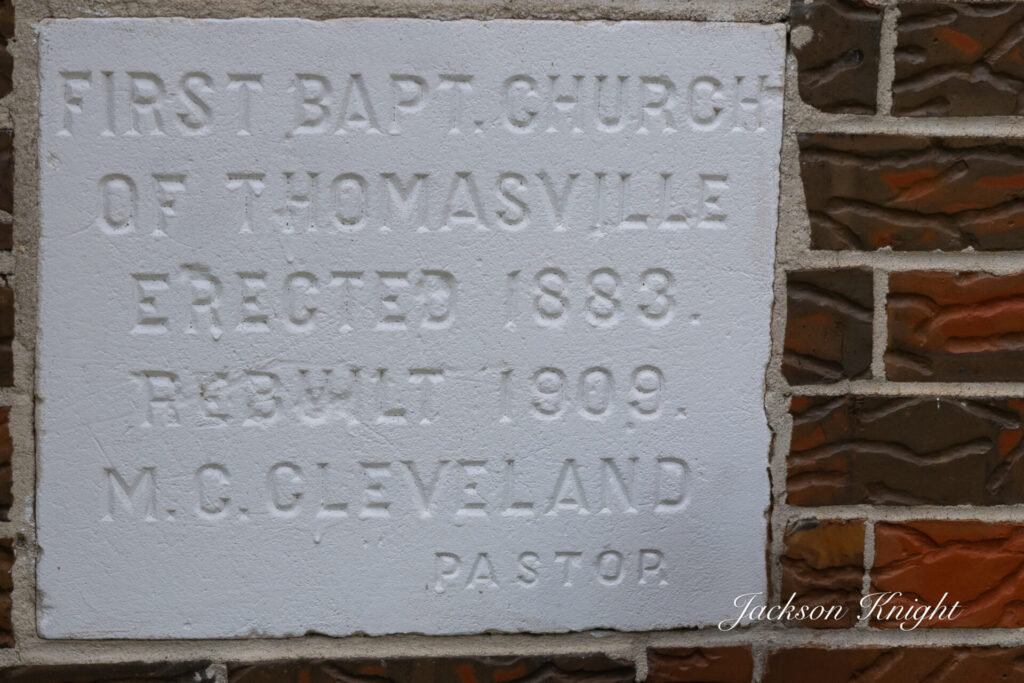 FIRST BAPT. CHURCH
OF THOMASVILLE
ERECTED 1883.
REBUILT 1909.
M.C. CLEVELAND
PASTOR
Jackson Knight